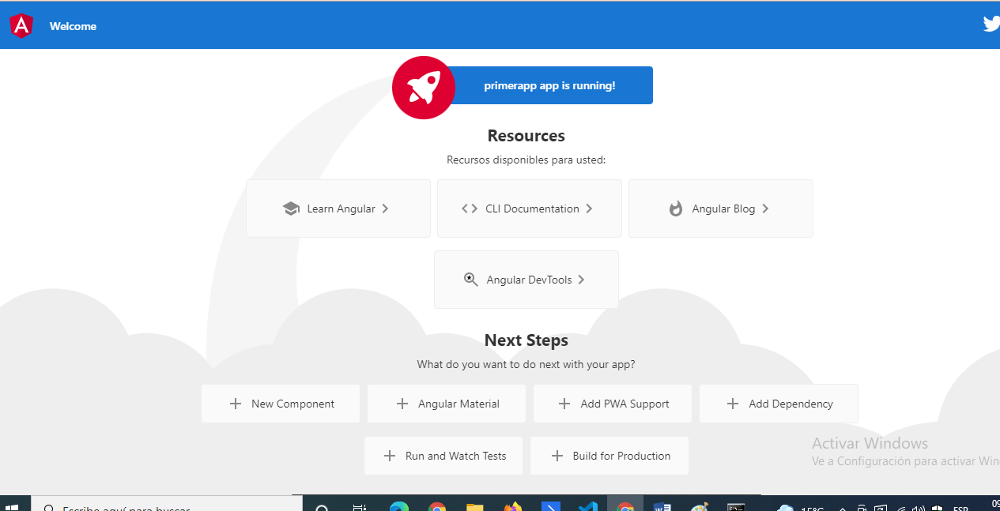 Welcome
primerapp app is running!
Resources
Recursos disponibles para usted:
Learn Angular
CLI Documentation
Angular Blog
Angular DevTools
Next Steps
What do you want to do next with your app?
New Component
Angular Material
Add PWA Support
Add Dependency
Run and Watch Tests
Build for Production
Activar Windows
Ve a Configuración para activar Win
Escribe aquí para buscar
15°C
ESP